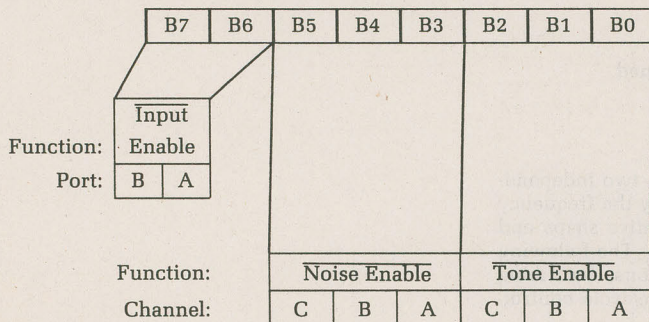 B7 B6 B5 B4 B3 B2 B1 B0
Input
Function: Enable
Port: B A
Function: Noise Enable Tone Enable
Channel: C B A C B A